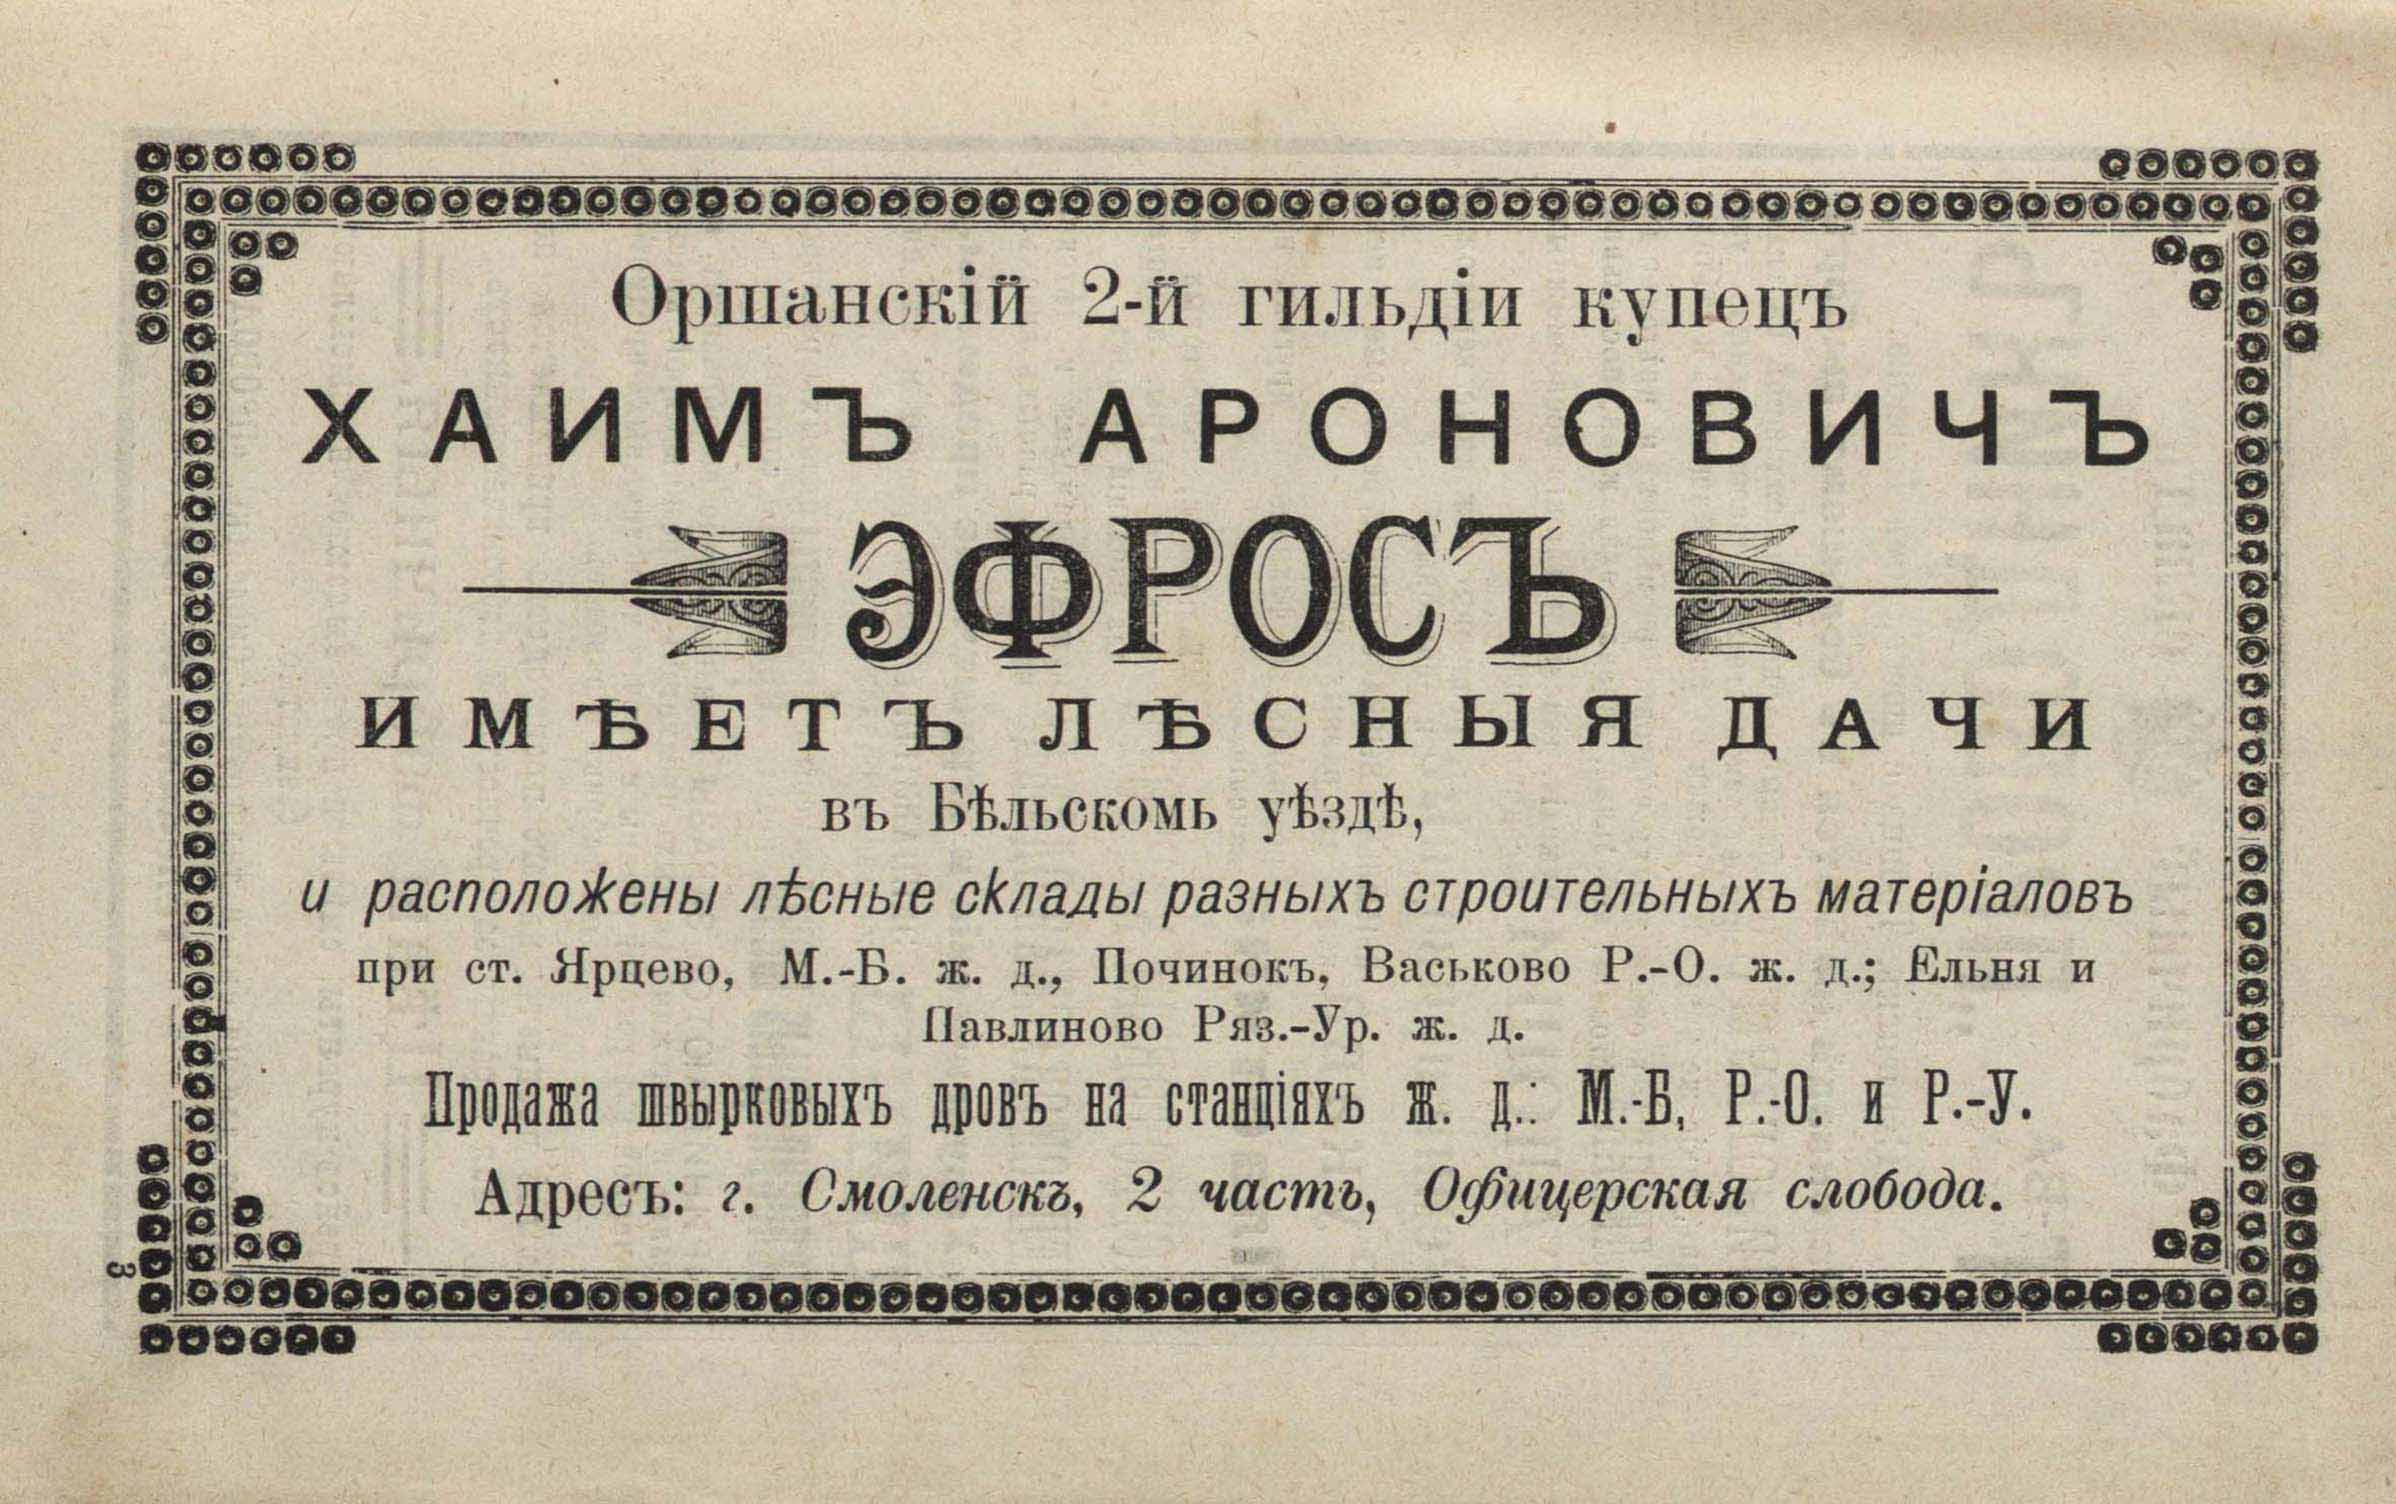 Оршанскій 2-й гильдіи купецъ
ХАИМЪ АРОНОВИЧЪ
ЭФРОСЪ
ИМѢЕТЪ ЛѢСНЫЯ ДАЧИ
въ Бѣльскомь уѣздѣ,
и расположены лѣсные склады разныхъ строительныхъ матеріаловъ
при ст. Ярцево, М.-Б. ж. д., Починокъ, Васьково Р.-О. ж. д.; Ельня и
Павлиново Ряз.-Ур. ж. д.
Продажа швырковыхъ дровъ на станціяхъ ж. д.: М.-Б, Р.-О. и Р.-У.
Адресъ: г. Смоленскъ, 2 часть, Офицерская слобода.
3